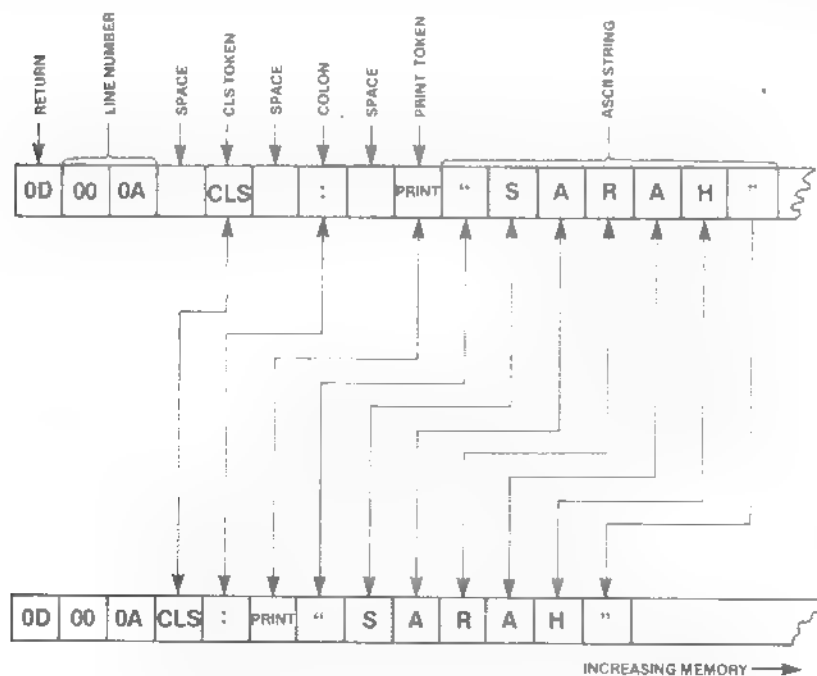 RETURN
LINE NUMBER
SPACE
CLS TOKEN
SPACE
COLON
SPACE
PRINT TOKEN
ASCII STRING
0D 00 0A CLS : PRINT “ S A R A H ”
0D 00 0A CLS : PRINT “ S A R A H ”
INCREASING MEMORY